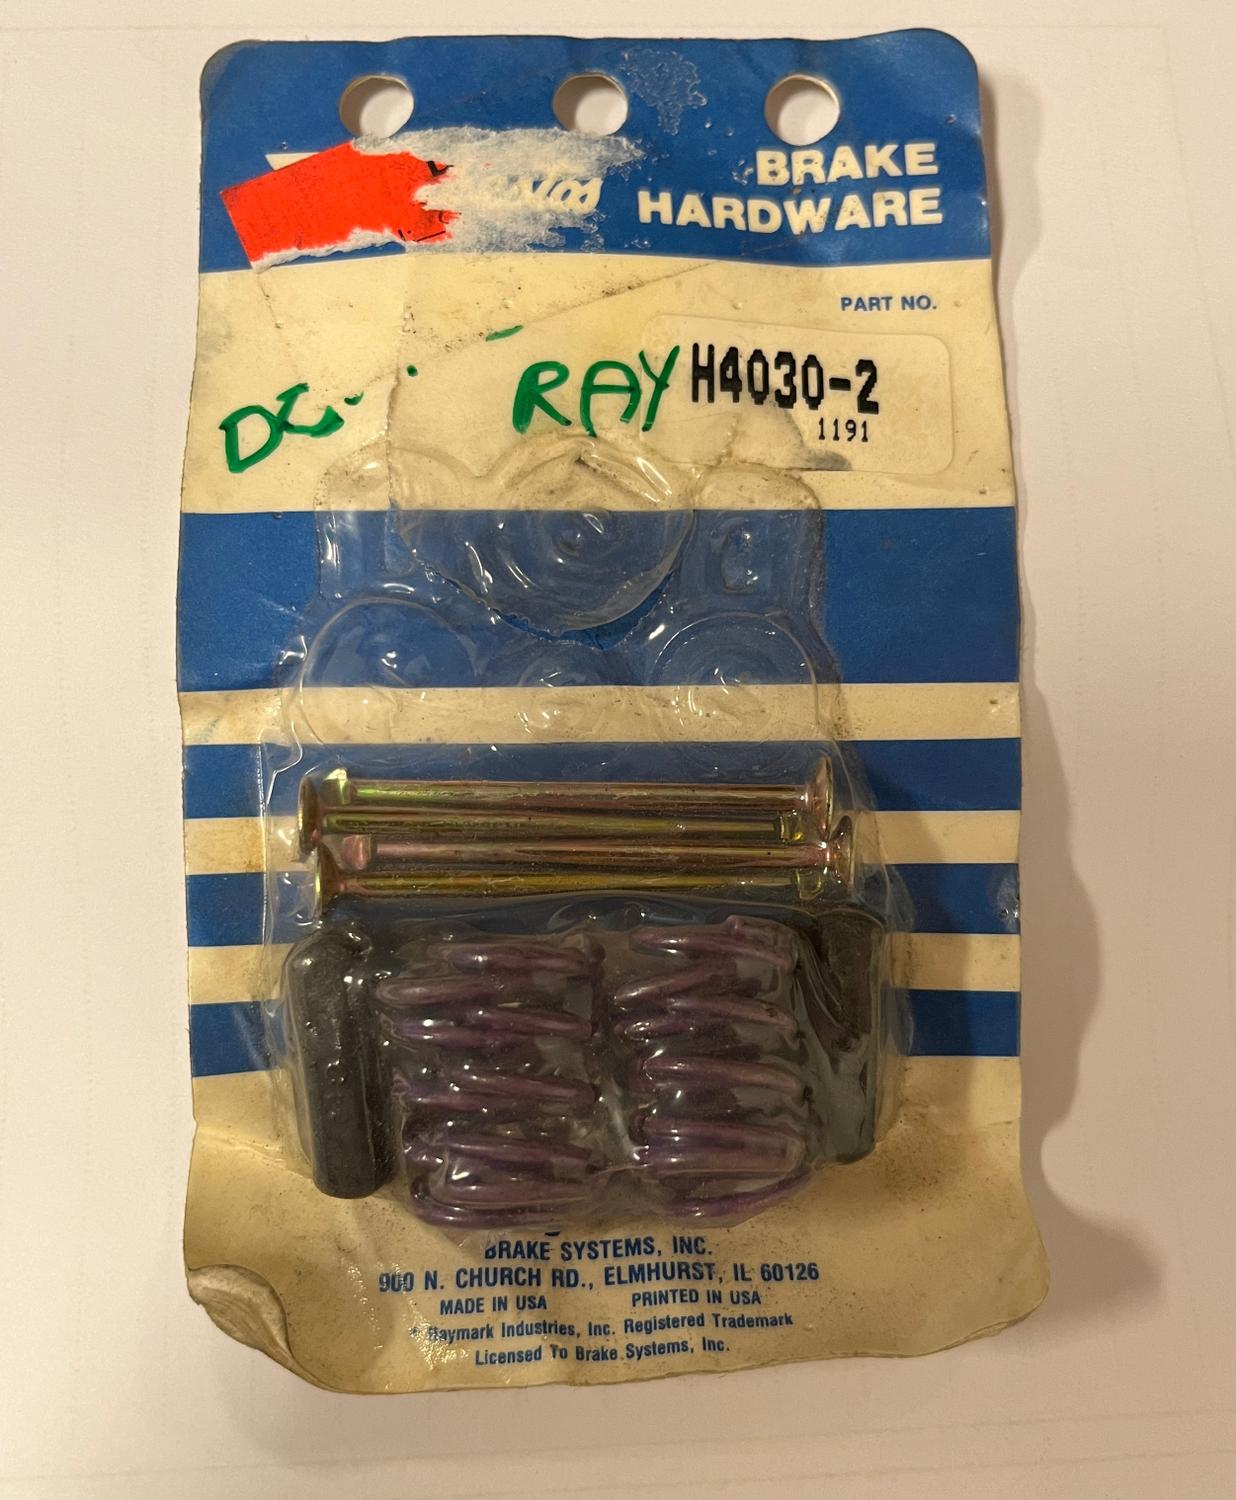 BRAKE
HARDWARE
PART NO.
RAY
H4030-2
1191
BRAKE SYSTEMS, INC.
900 N. CHURCH RD., ELMHURST, IL 60126
MADE IN USA PRINTED IN USA
* Raymark Industries, Inc. Registered Trademark
Licensed To Brake Systems, Inc.